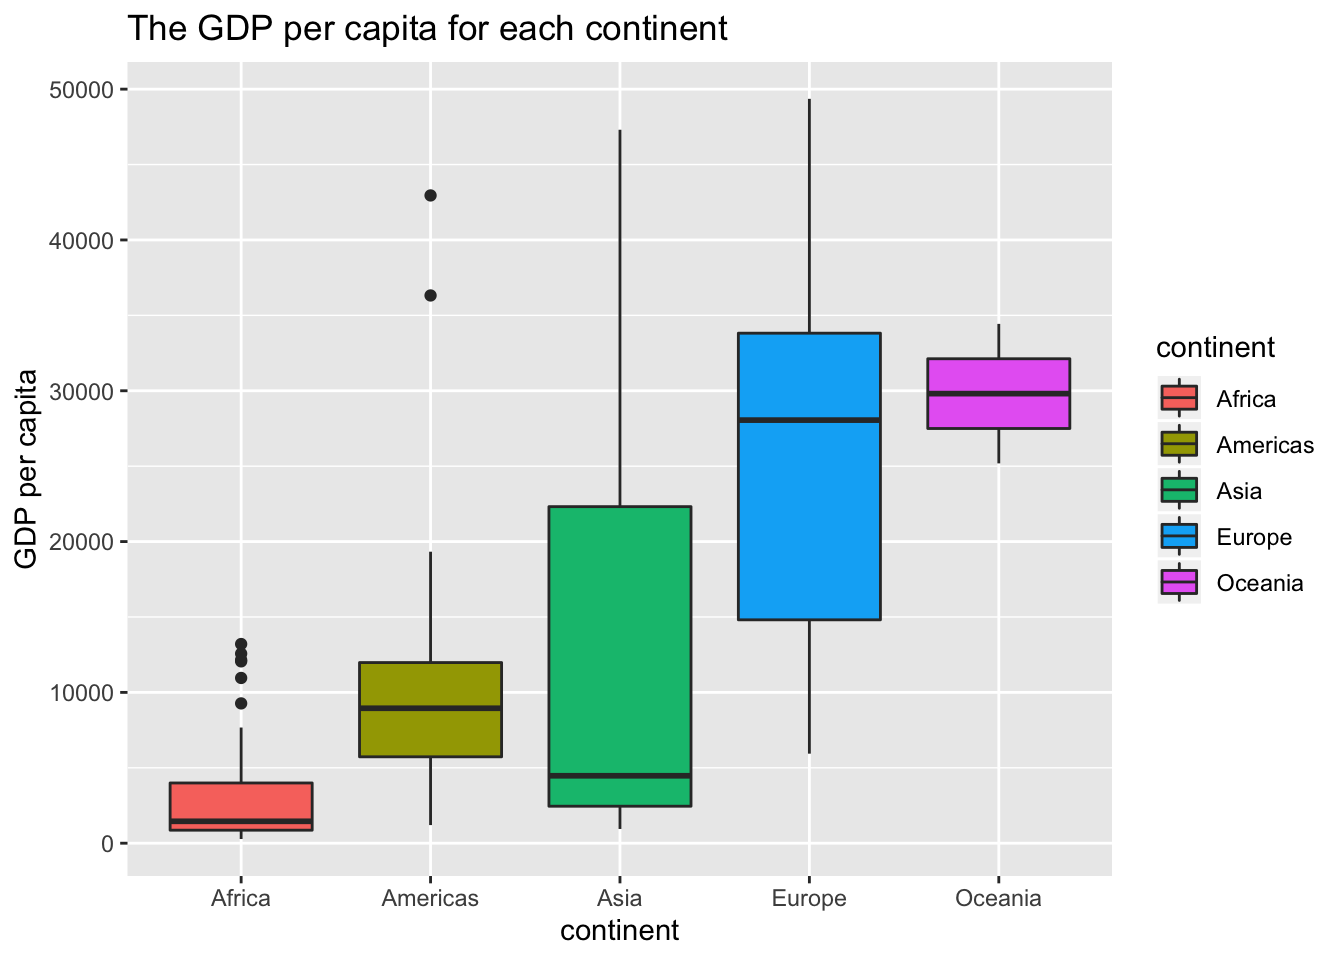 The GDP per capita for each continent
50000
40000
30000
20000
10000
0
GDP per capita
Africa
Americas
Asia
Europe
Oceania
continent
continent
Africa
Americas
Asia
Europe
Oceania